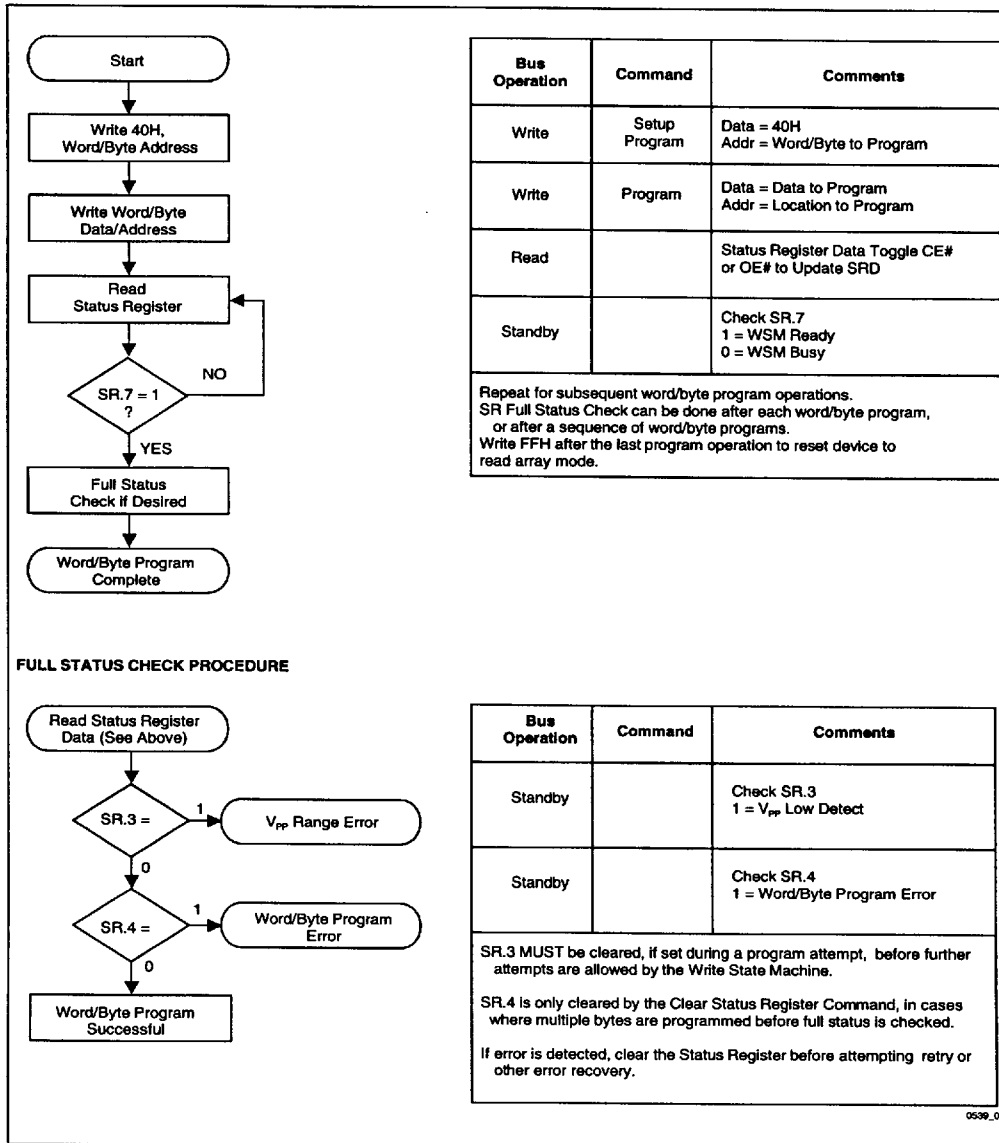 Start
Write 40H,
Word/Byte Address
Write Word/Byte
Data/Address
Read
Status Register
NO
SR.7 = 1
?
YES
Full Status
Check if Desired
Word/Byte Program
Complete
Bus
Operation
Command
Comments
Write
Setup
Program
Data = 40H
Addr = Word/Byte to Program
Write
Program
Data = Data to Program
Addr = Location to Program
Read
Status Register Data Toggle CE#
or OE# to Update SRD
Standby
Check SR.7
1 = WSM Ready
0 = WSM Busy
Repeat for subsequent word/byte program operations.
SR Full Status Check can be done after each word/byte program,
or after a sequence of word/byte programs.
Write FFH after the last program operation to reset device to
read array mode.
FULL STATUS CHECK PROCEDURE
Read Status Register
Data (See Above)
SR.3 =
1
VPP Range Error
0
SR.4 =
1
Word/Byte Program
Error
0
Word/Byte Program
Successful
Bus
Operation
Command
Comments
Standby
Check SR.3
1 = VPP Low Detect
Standby
Check SR.4
1 = Word/Byte Program Error
SR.3 MUST be cleared, if set during a program attempt, before further
attempts are allowed by the Write State Machine.
SR.4 is only cleared by the Clear Status Register Command, in cases
where multiple bytes are programmed before full status is checked.
If error is detected, clear the Status Register before attempting retry or
other error recovery.